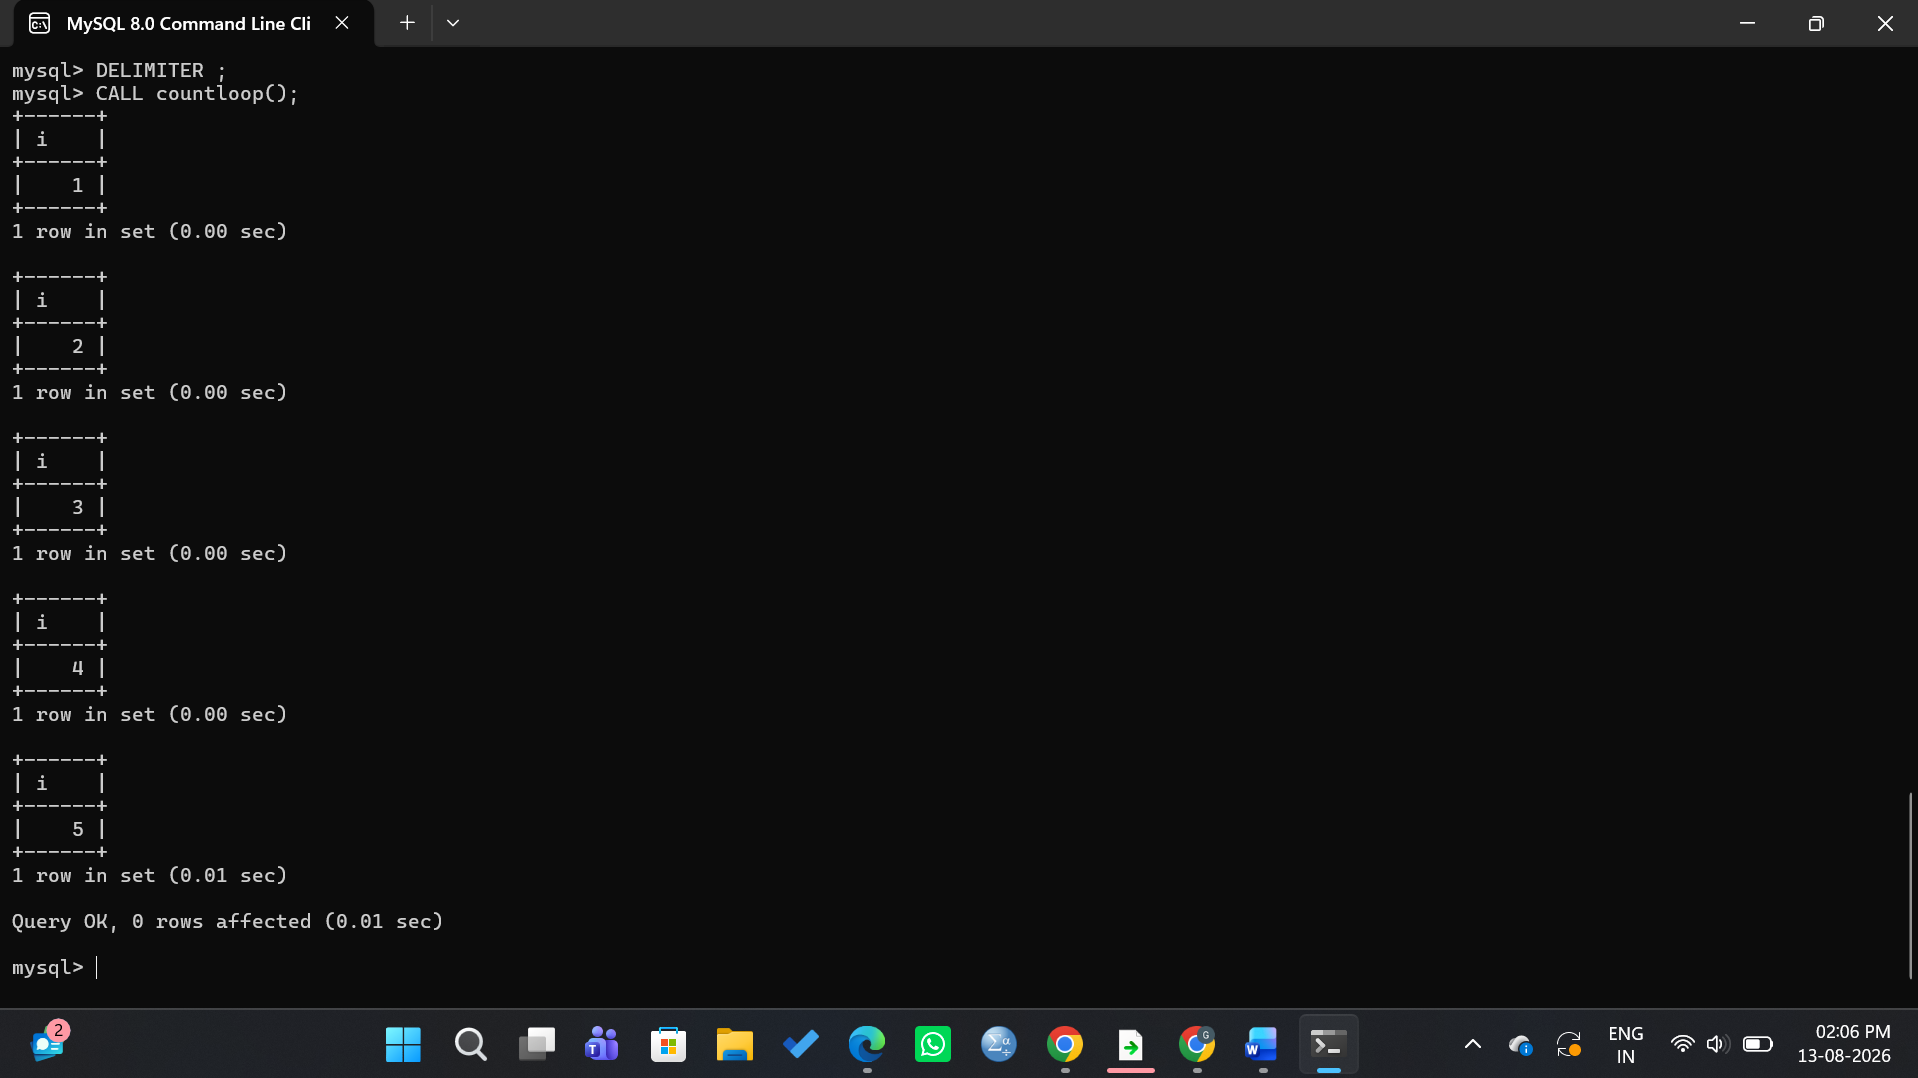 MySQL 8.0 Command Line Cli
mysql> DELIMITER ;
mysql> CALL countloop();
+------+
| i    |
+------+
|    1 |
+------+
1 row in set (0.00 sec)
+------+
| i    |
+------+
|    2 |
+------+
1 row in set (0.00 sec)
+------+
| i    |
+------+
|    3 |
+------+
1 row in set (0.00 sec)
+------+
| i    |
+------+
|    4 |
+------+
1 row in set (0.00 sec)
+------+
| i    |
+------+
|    5 |
+------+
1 row in set (0.01 sec)
Query OK, 0 rows affected (0.01 sec)
mysql>
2
ENG
IN
02:06 PM
13-08-2026